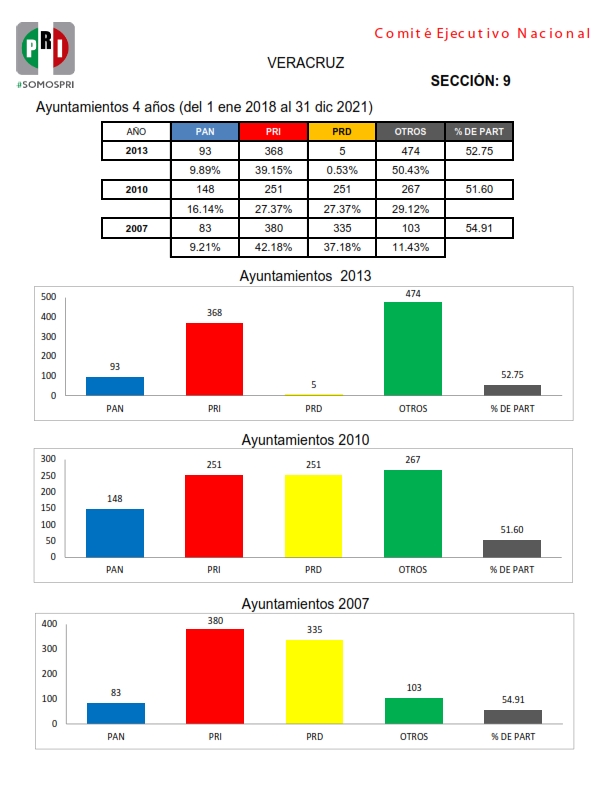 Comité Ejecutivo Nacional
PRI
#SOMOSPRI
VERACRUZ
SECCIÓN: 9
Ayuntamientos 4 años (del 1 ene 2018 al 31 dic 2021)
AÑO PAN PRI PRD OTROS % DE PART
2013 93 368 5 474 52.75
9.89% 39.15% 0.53% 50.43%
2010 148 251 251 267 51.60
16.14% 27.37% 27.37% 29.12%
2007 83 380 335 103 54.91
9.21% 42.18% 37.18% 11.43%
Ayuntamientos 2013
500
400
300
200
100
0
93 368 5 474 52.75
PAN PRI PRD OTROS % DE PART
Ayuntamientos 2010
300
250
200
150
100
50
0
148 251 251 267 51.60
PAN PRI PRD OTROS % DE PART
Ayuntamientos 2007
400
300
200
100
0
83 380 335 103 54.91
PAN PRI PRD OTROS % DE PART